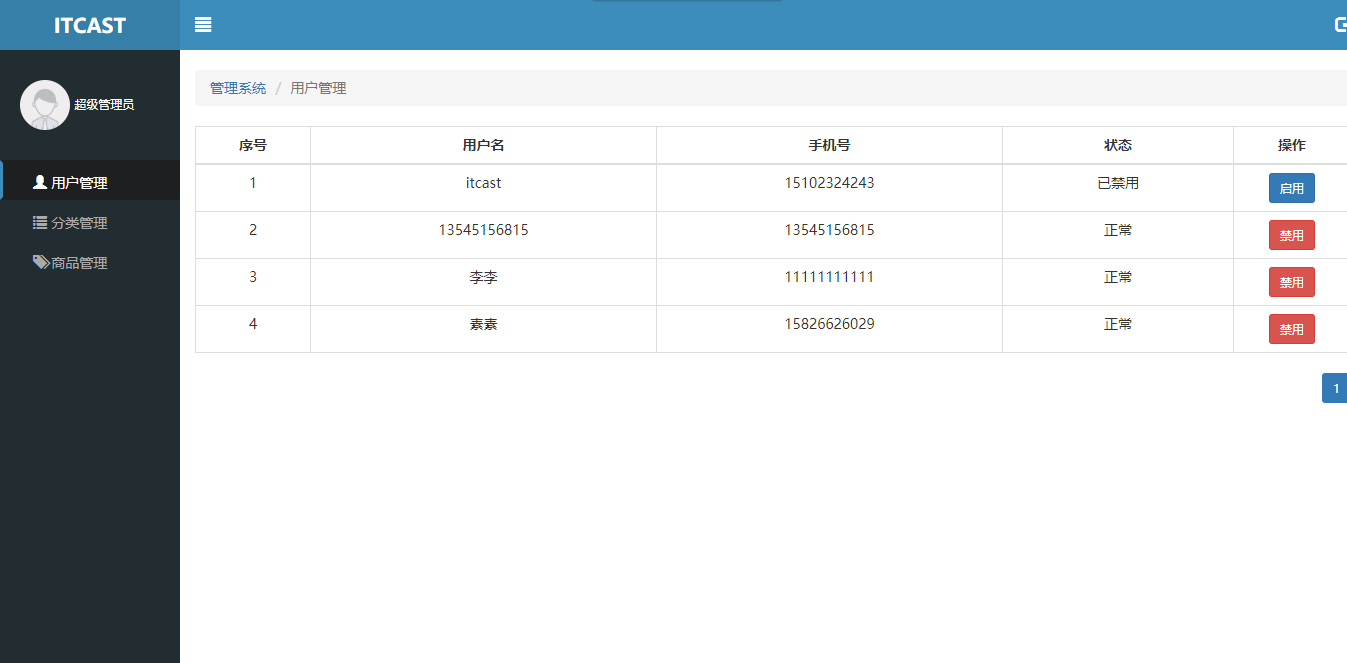 ITCAST
超级管理员
用户管理
分类管理
商品管理
管理系统 / 用户管理
序号 用户名 手机号 状态 操作
1 itcast 15102324243 已禁用 启用
2 13545156815 13545156815 正常 禁用
3 李李 11111111111 正常 禁用
4 素素 15826626029 正常 禁用
1